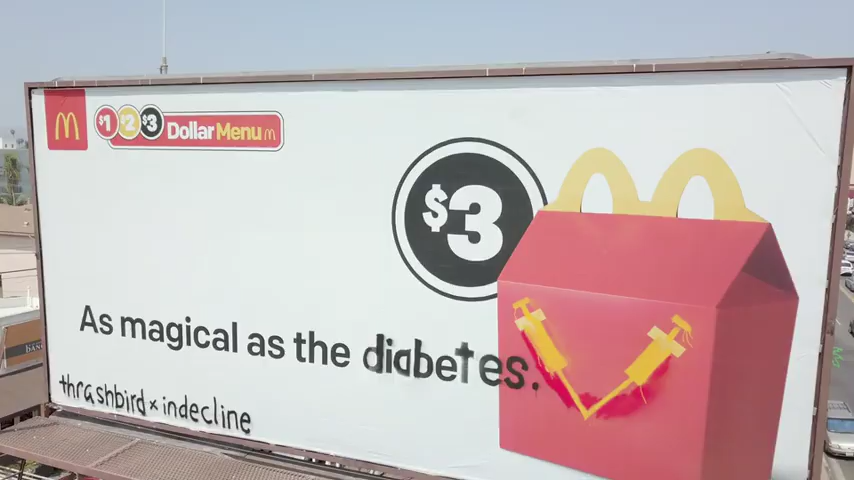 $1 $2 $3 Dollar Menu
$3
As magical as the diabetes.
thrashbird x indecline